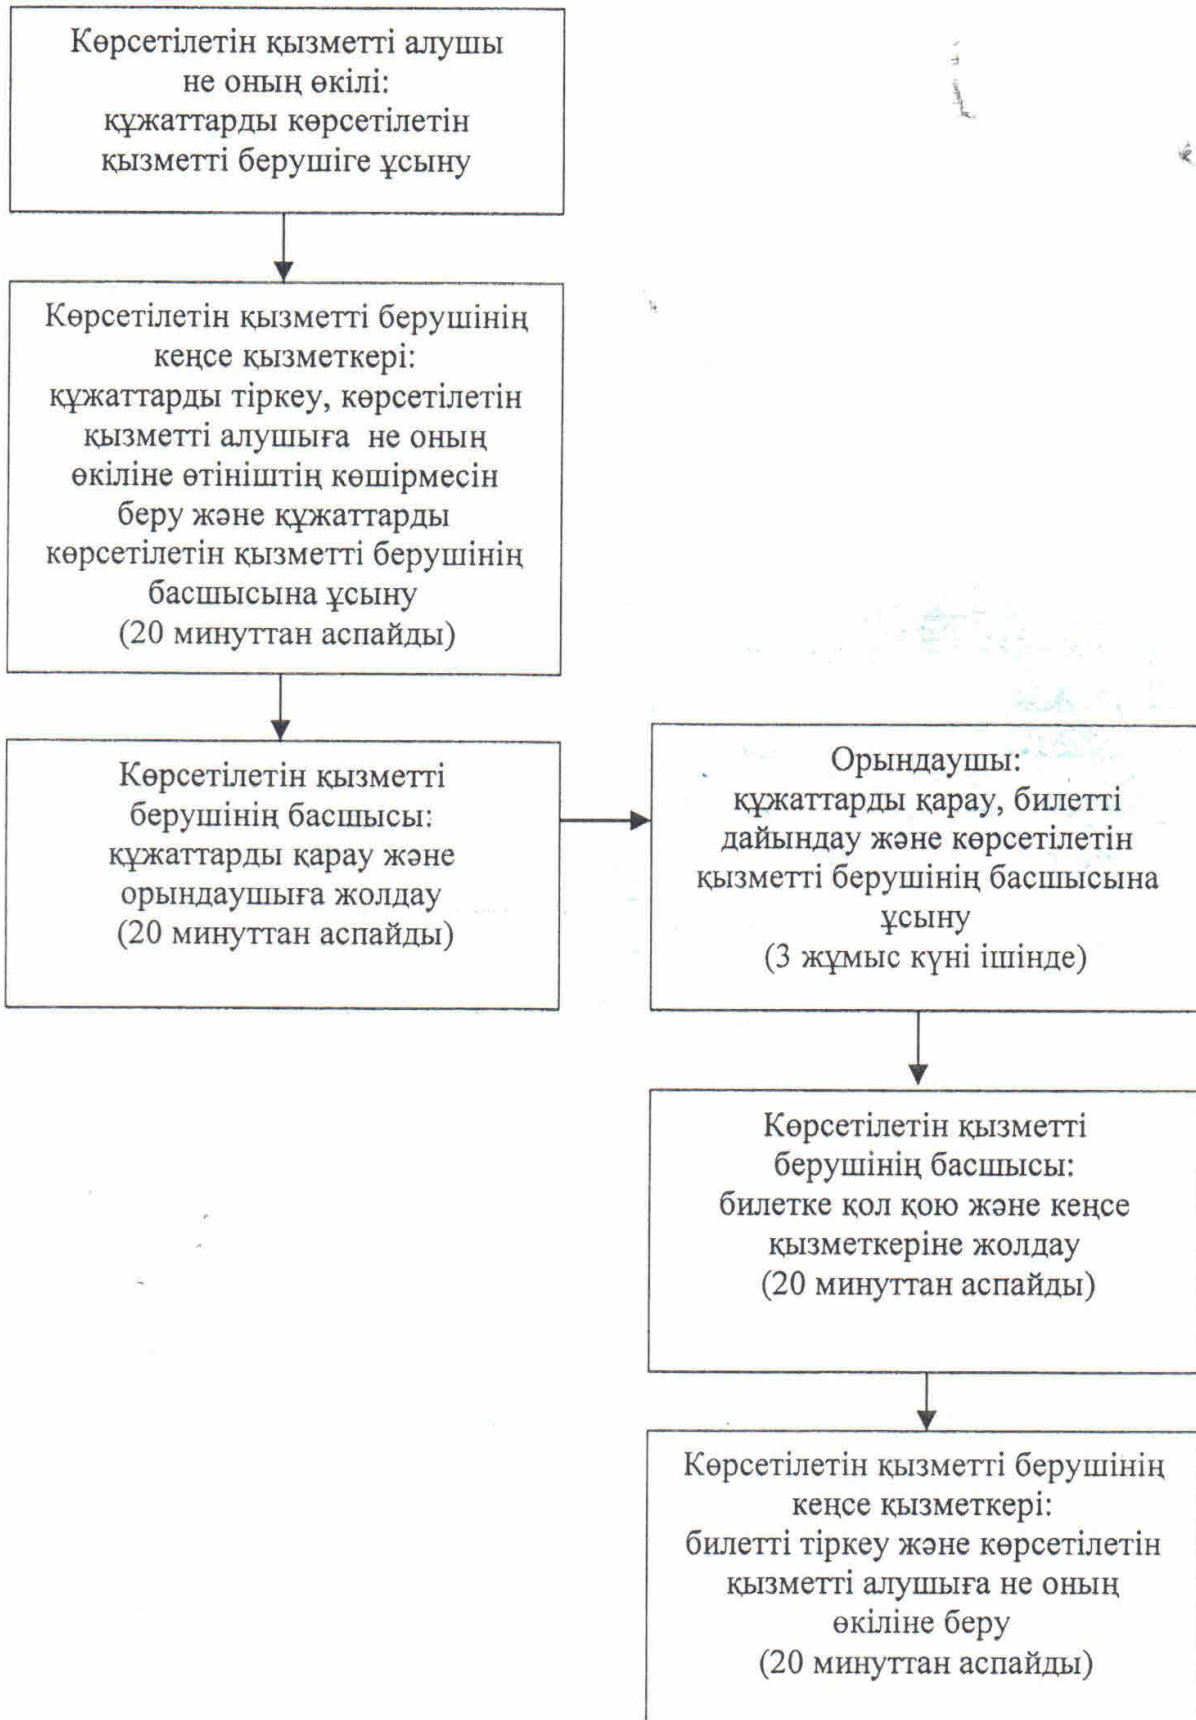 Көрсетілетін қызметті алушы
не оның өкілі:
құжаттарды көрсетілетін
қызметті берушіге ұсыну
Көрсетілетін қызметті берушінің
кеңсе қызметкері:
құжаттарды тіркеу, көрсетілетін
қызметті алушыға не оның
өкіліне өтініштің көшірмесін
беру және құжаттарды
көрсетілетін қызметті берушінің
басшысына ұсыну
(20 минуттан аспайды)
Көрсетілетін қызметті
берушінің басшысы:
құжаттарды қарау және
орындаушыға жолдау
(20 минуттан аспайды)
Орындаушы:
құжаттарды қарау, билетті
дайындау және көрсетілетін
қызметті берушінің басшысына
ұсыну
(3 жұмыс күні ішінде)
Көрсетілетін қызметті
берушінің басшысы:
билетке қол қою және кеңсе
қызметкеріне жолдау
(20 минуттан аспайды)
Көрсетілетін қызметті берушінің
кеңсе қызметкері:
билетті тіркеу және көрсетілетін
қызметті алушыға не оның
өкіліне беру
(20 минуттан аспайды)